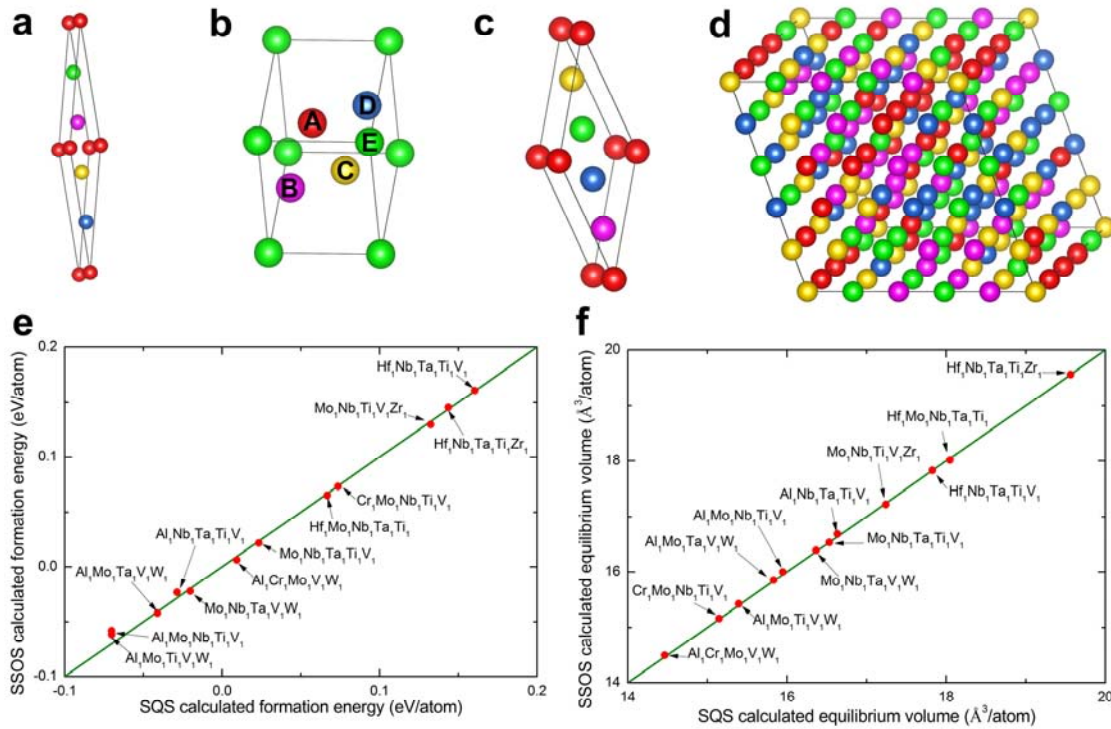 a
b
c
d
A
D
E
C
B
e
0.2
0.1
0.0
-0.1
-0.1
0.0
0.1
0.2
SSOS calculated formation energy (eV/atom)
SQS calculated formation energy (eV/atom)
Hf₁Nb₁Ta₁Ti₁V₁
Mo₁Nb₁Ti₁V₁Zr₁
Hf₁Nb₁Ta₁Ti₁Zr₁
Cr₁Mo₁Nb₁Ti₁V₁
Hf₁Mo₁Nb₁Ta₁Ti₁
Al₁Nb₁Ta₁Ti₁V₁
Mo₁Nb₁Ta₁Ti₁V₁
Al₁Mo₁Ta₁V₁W₁
Al₁Cr₁Mo₁V₁W₁
Mo₁Nb₁Ta₁V₁W₁
Al₁Mo₁Nb₁Ti₁V₁
Al₁Mo₁Ti₁V₁W₁
f
20
18
16
14
14
16
18
20
SSOS calculated equilibrium volume (Å³/atom)
SQS calculated equilibrium volume (Å³/atom)
Hf₁Nb₁Ta₁Ti₁Zr₁
Hf₁Mo₁Nb₁Ta₁Ti₁
Mo₁Nb₁Ti₁V₁Zr₁
Al₁Nb₁Ta₁Ti₁V₁
Hf₁Nb₁Ta₁Ti₁V₁
Al₁Mo₁Nb₁Ti₁V₁
Al₁Mo₁Ta₁V₁W₁
Mo₁Nb₁Ta₁Ti₁V₁
Mo₁Nb₁Ta₁V₁W₁
Cr₁Mo₁Nb₁Ti₁V₁
Al₁Mo₁Ti₁V₁W₁
Al₁Cr₁Mo₁V₁W₁